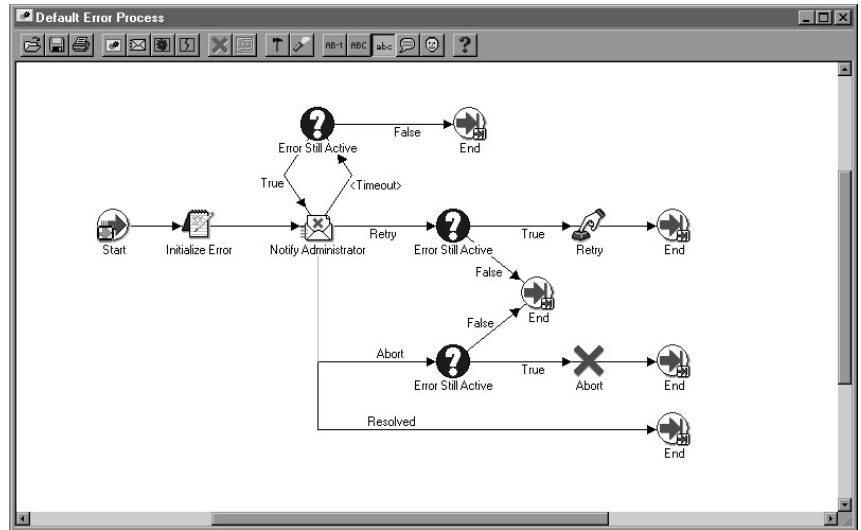 Default Error Process
AB-1 ABC abc ?
False
Error Still Active
End
True
<Timeout>
Start
Initialize Error
Notify Administrator
Retry
Error Still Active
True
Retry
End
False
End
False
Abort
Error Still Active
True
Abort
End
Resolved
End